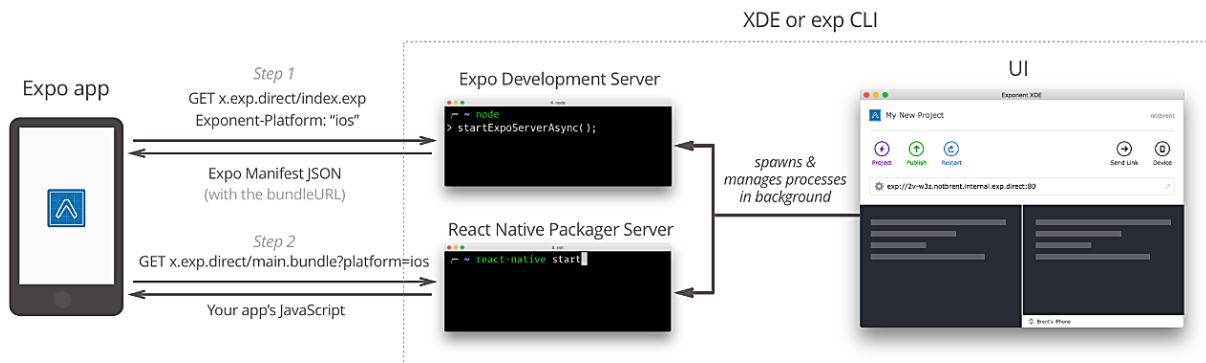 XDE or exp CLI
Expo app
Step 1
GET x.exp.direct/index.exp
Exponent-Platform: “ios”
Expo Manifest JSON
(with the bundleURL)
Step 2
GET x.exp.direct/main.bundle?platform=ios
Your app’s JavaScript
Expo Development Server
4. node
~ node
> startExpoServerAsync();
React Native Packager Server
~ react-native start
spawns &
manages processes
in background
UI
Exponent XDE
My New Project
notbrent
Project
Publish
Restart
Send Link
Device
exp://2v-w3z.notbrent.internal.exp.direct:80
Brent's iPhone